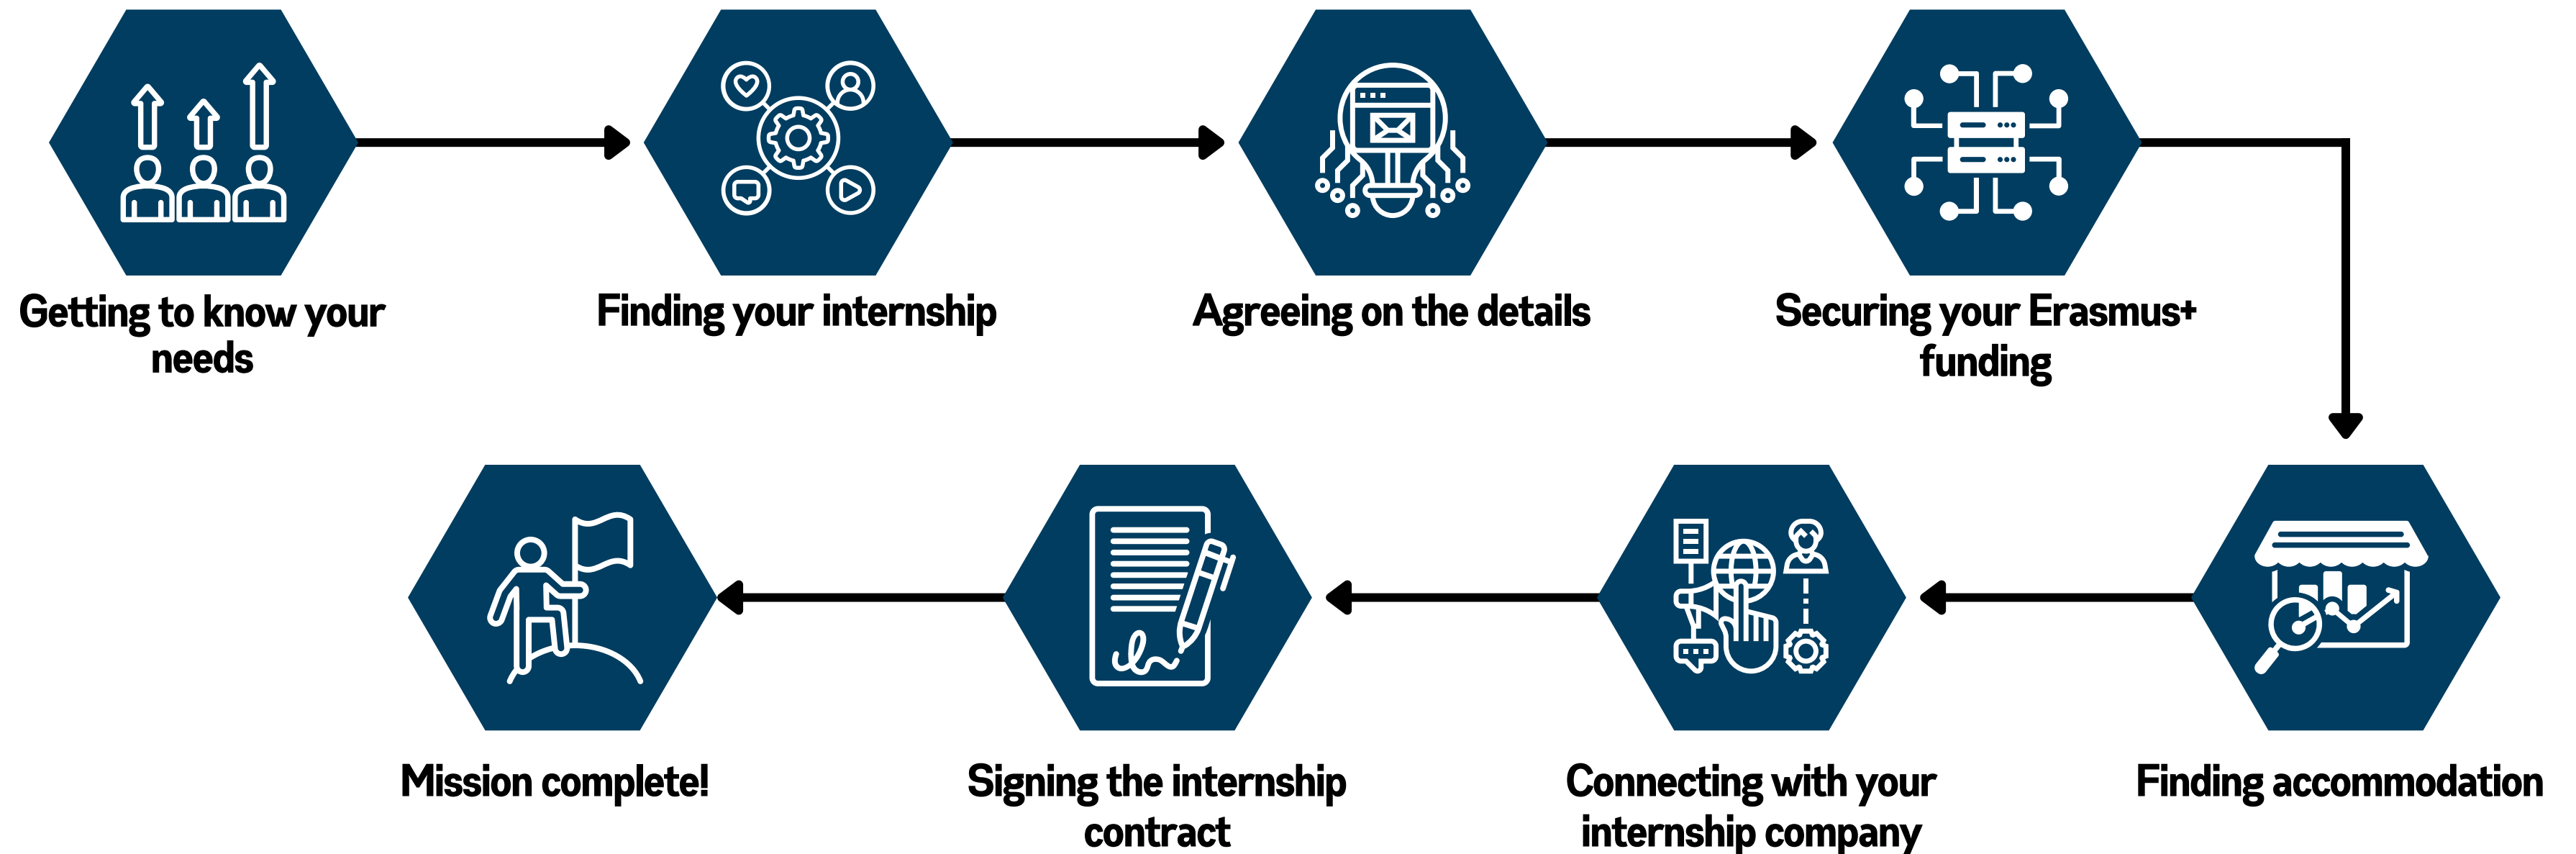 Getting to know your
needs
Finding your internship
Agreeing on the details
Securing your Erasmus+
funding
Finding accommodation
Connecting with your
internship company
Signing the internship
contract
Mission complete!